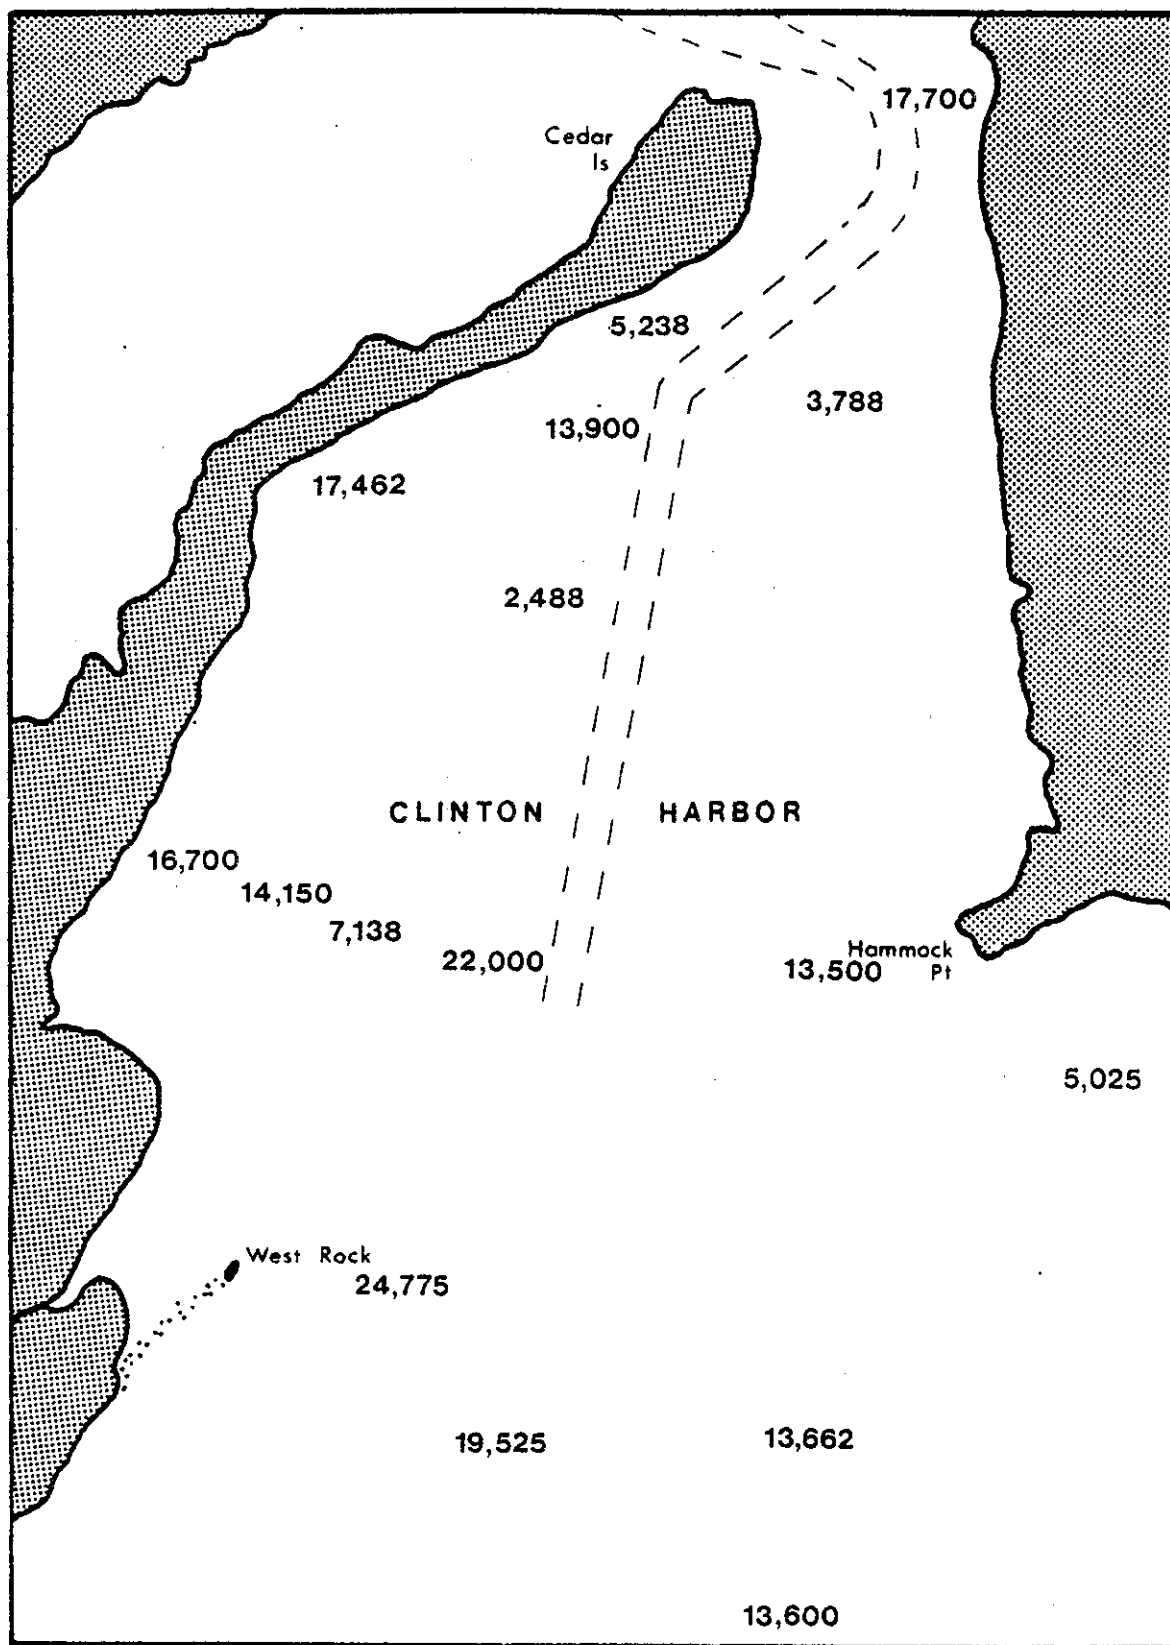 17,700
Cedar
Is
5,238
3,788
13,900
17,462
2,488
CLINTON HARBOR
16,700
14,150
7,138
22,000
Hammock
13,500 Pt
5,025
West Rock
24,775
19,525
13,662
13,600